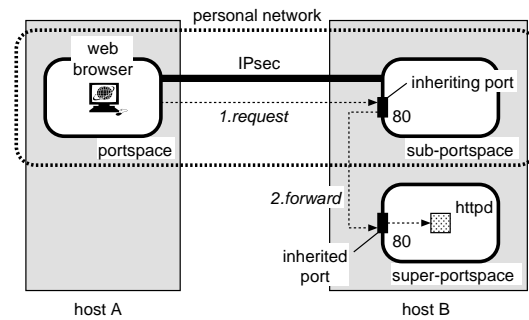 personal network
web
browser
IPsec
inheriting port
1.request
80
portspace
sub-portspace
2.forward
httpd
80
inherited
port
super-portspace
host A
host B